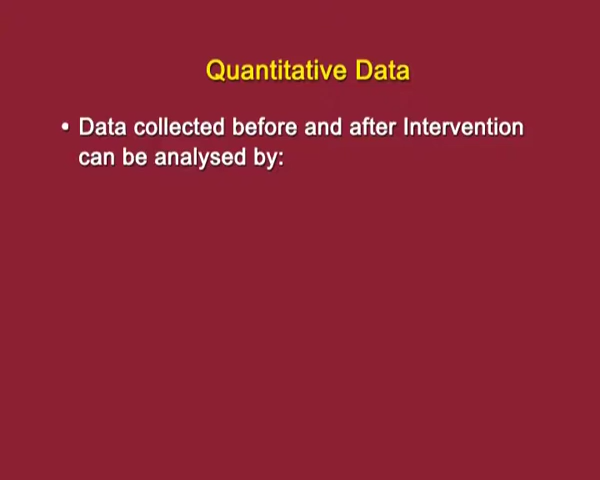 Quantitative Data
• Data collected before and after Intervention
can be analysed by: